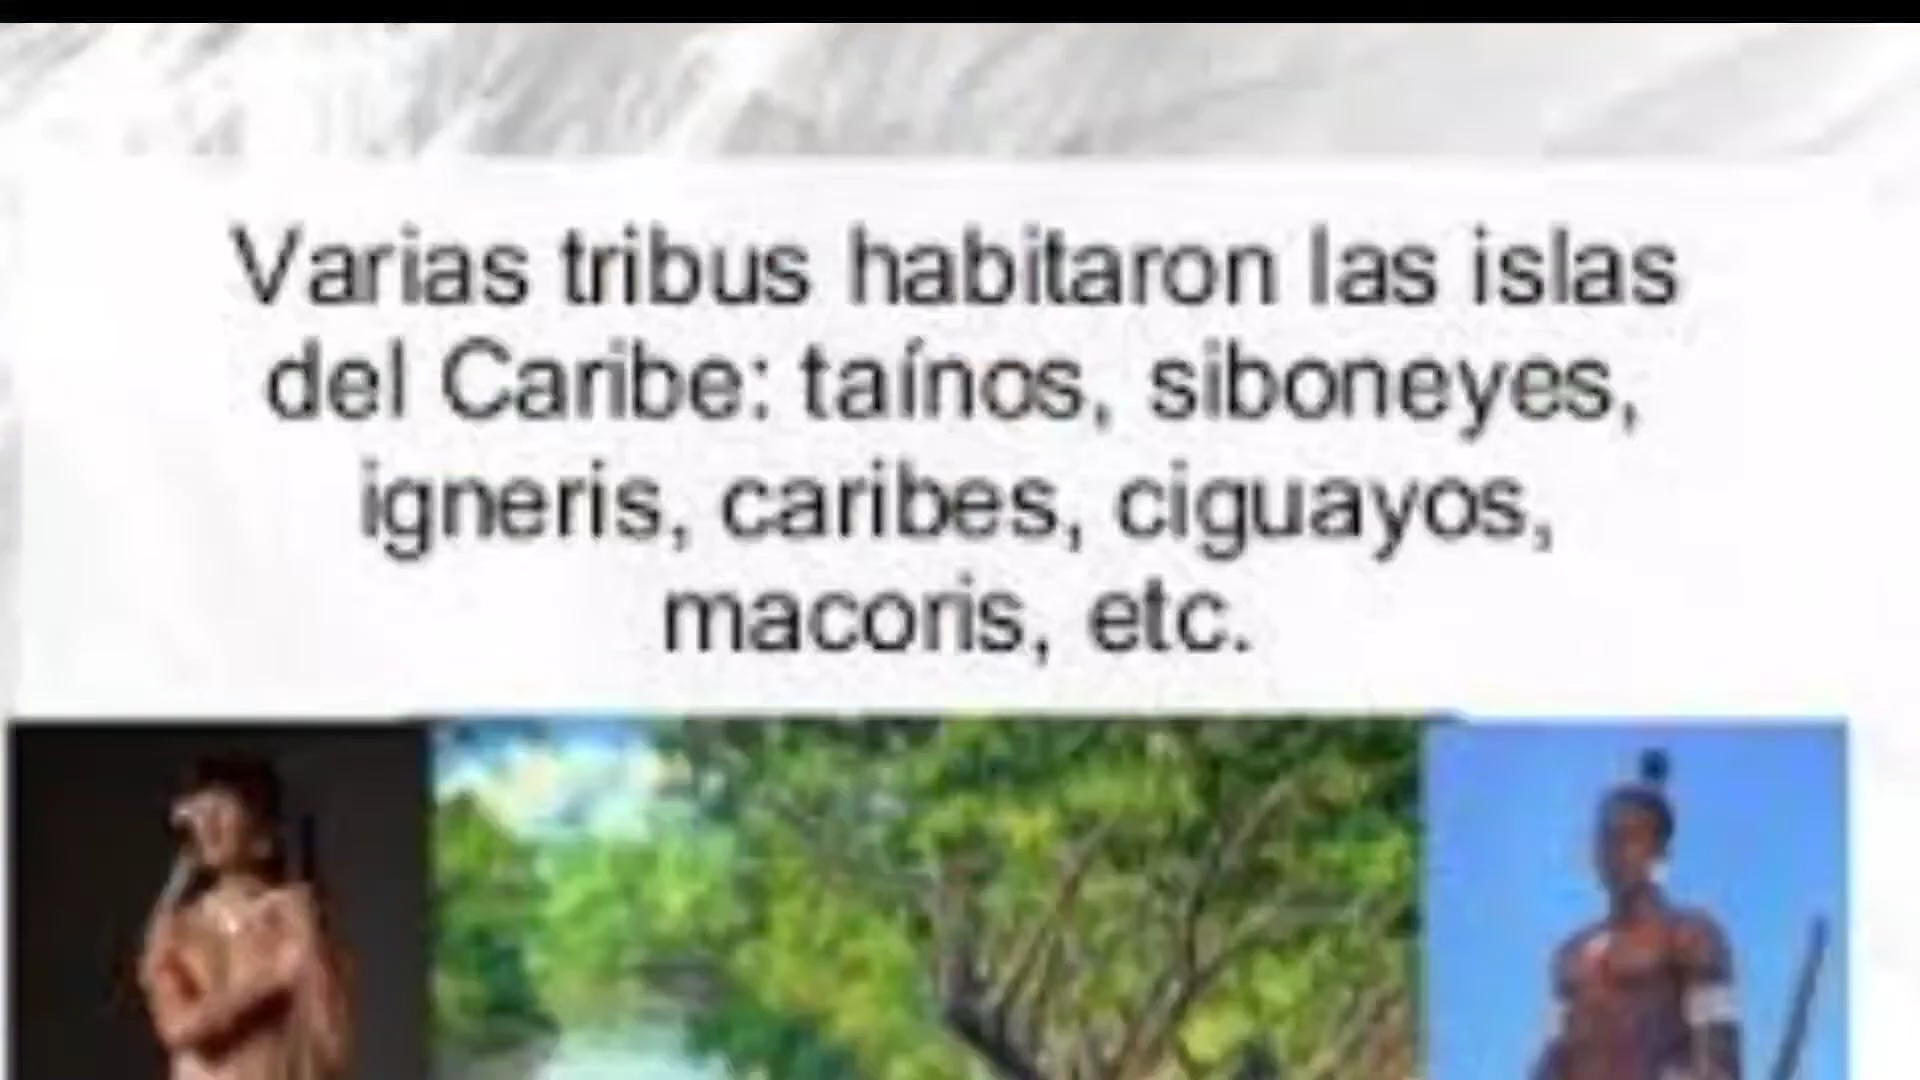 Varias tribus habitaron las islas
del Caribe: taínos, siboneyes,
igneris, caribes, ciguayos,
macoris, etc.